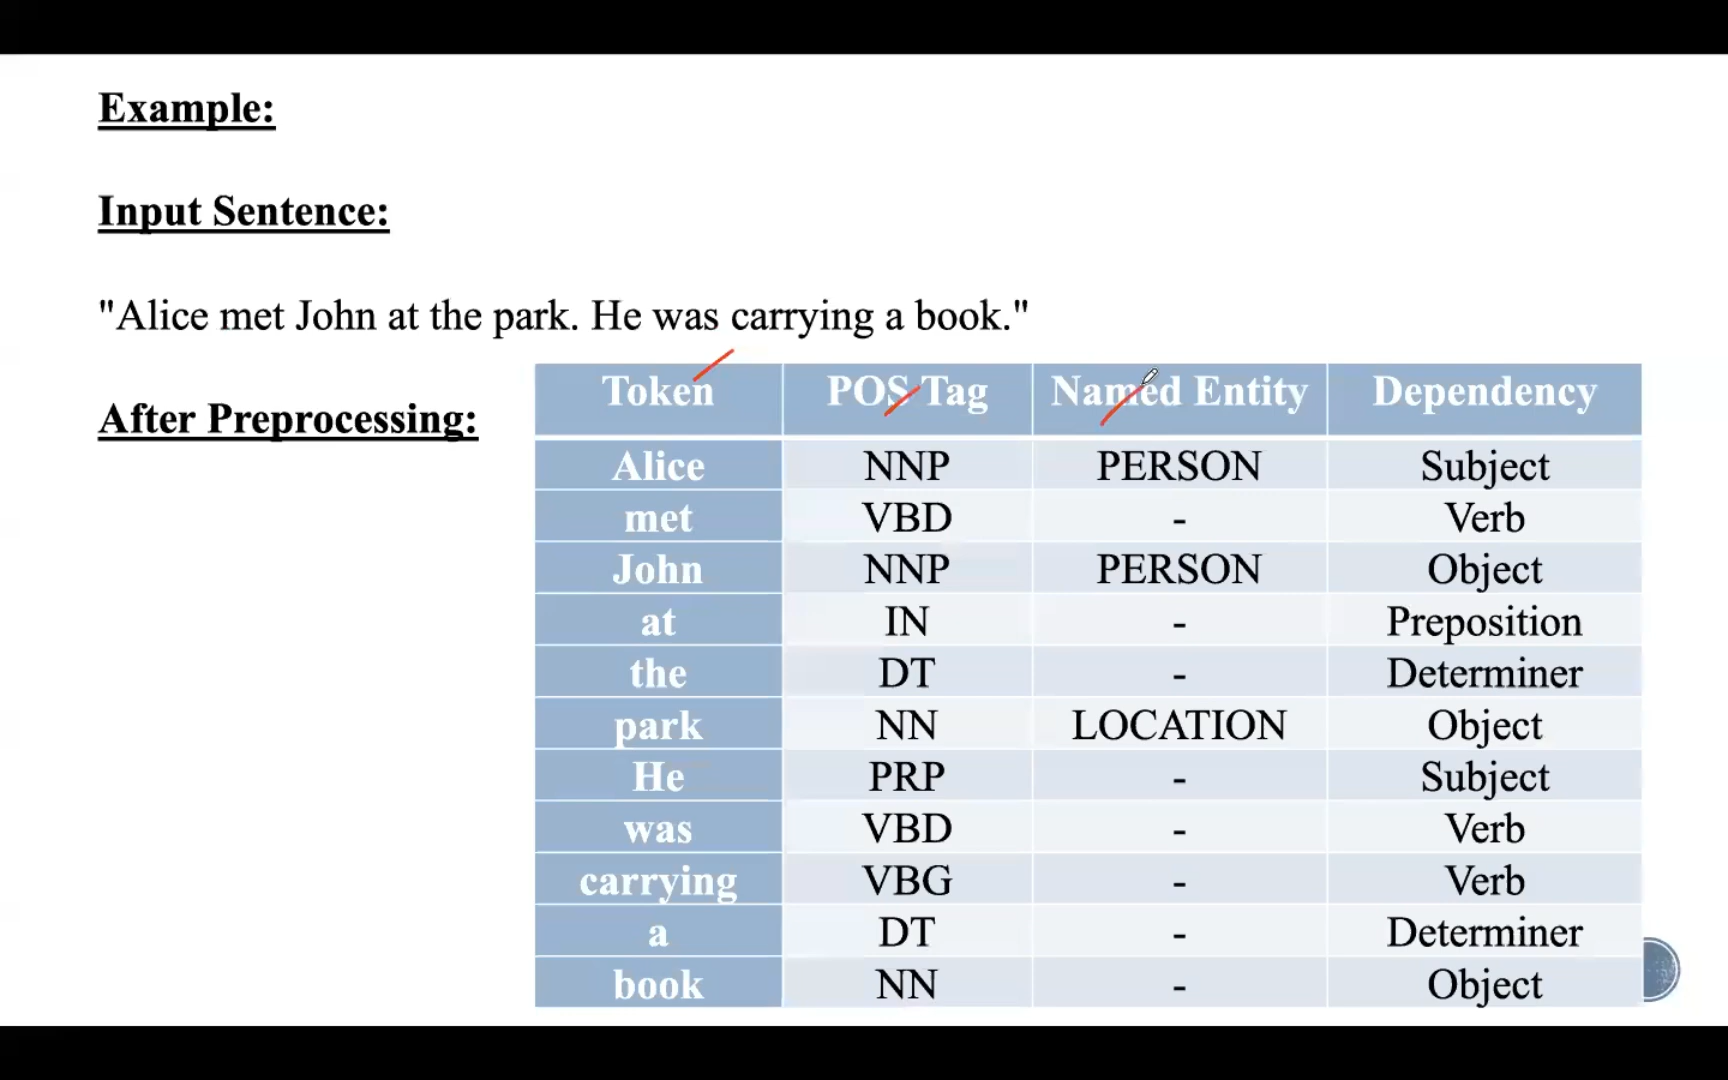 Example:
Input Sentence:
"Alice met John at the park. He was carrying a book."
After Preprocessing:
Token POS Tag Named Entity Dependency
Alice NNP PERSON Subject
met VBD - Verb
John NNP PERSON Object
at IN - Preposition
the DT - Determiner
park NN LOCATION Object
He PRP - Subject
was VBD - Verb
carrying VBG - Verb
a DT - Determiner
book NN - Object